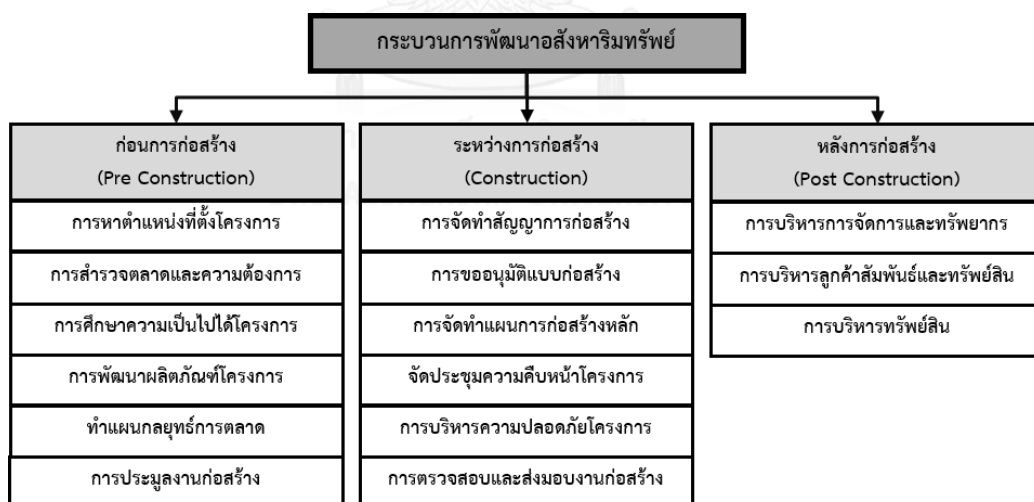 กระบวนการพัฒนาอสังหาริมทรัพย์
ก่อนการก่อสร้าง
(Pre Construction)
การหาตำแหน่งที่ตั้งโครงการ
การสำรวจตลาดและความต้องการ
การศึกษาความเป็นไปได้โครงการ
การพัฒนาผลิตภัณฑ์โครงการ
ทำแผนกลยุทธ์การตลาด
การประมูลงานก่อสร้าง
ระหว่างการก่อสร้าง
(Construction)
การจัดทำสัญญาการก่อสร้าง
การขออนุมัติแบบก่อสร้าง
การจัดทำแผนการก่อสร้างหลัก
จัดประชุมความคืบหน้าโครงการ
การบริหารความปลอดภัยโครงการ
การตรวจสอบและส่งมอบงานก่อสร้าง
หลังการก่อสร้าง
(Post Construction)
การบริหารการจัดการและทรัพยากร
การบริหารลูกค้าสัมพันธ์และทรัพย์สิน
การบริหารทรัพย์สิน